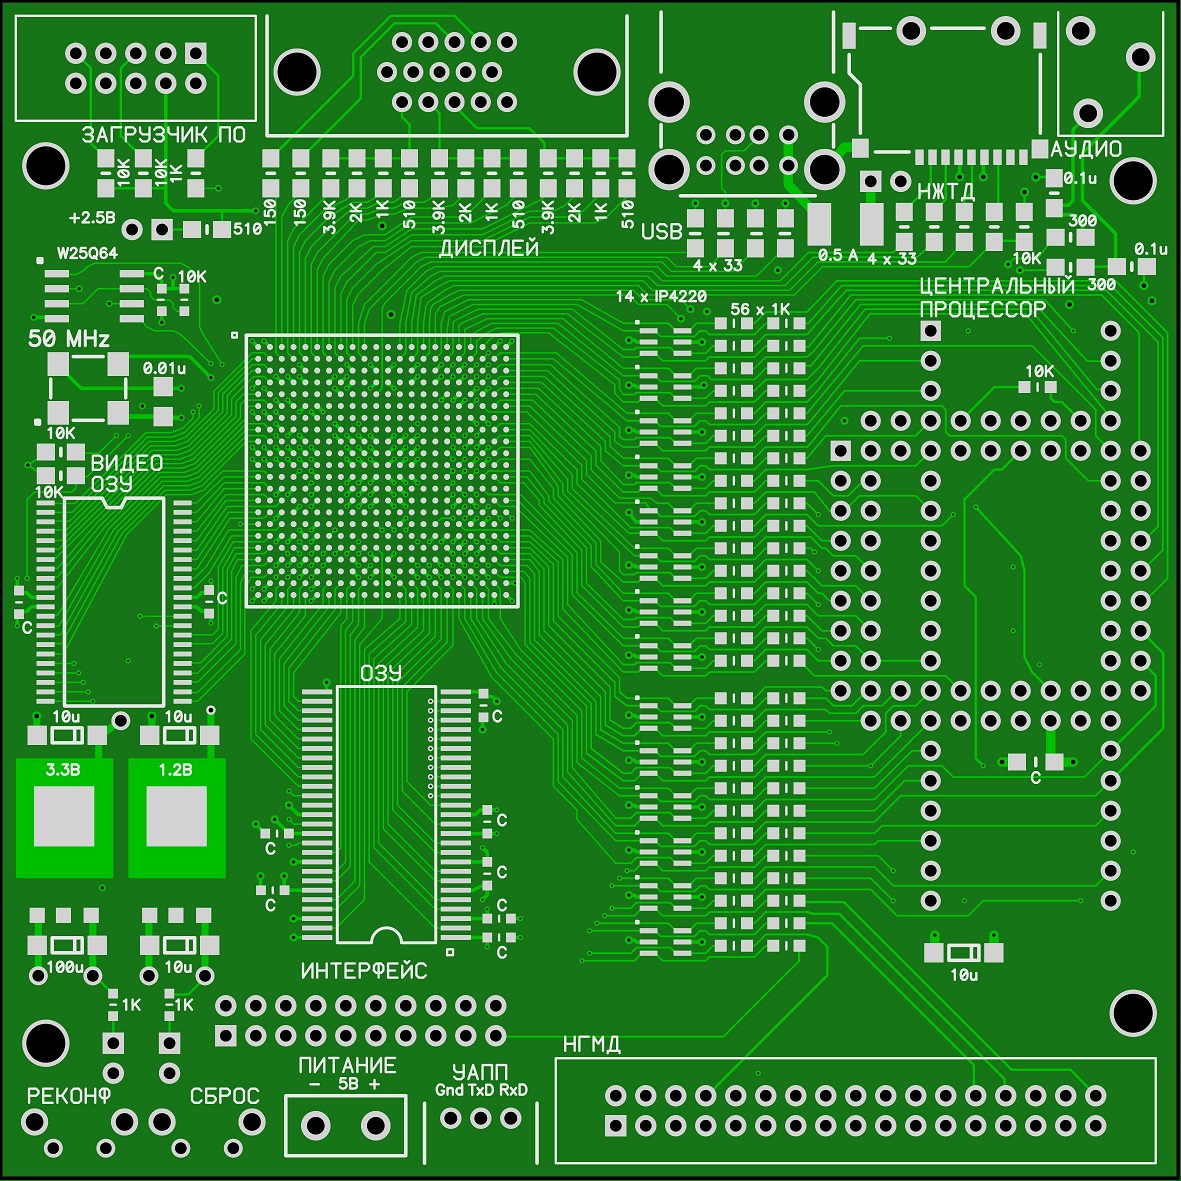 ЗАГРУЗЧИК ПО
10K
10K
1K
+2.5В
510
150
150
3.9K
2K
1K
510
3.9K
2K
1K
510
3.9K
2K
1K
510
ДИСПЛЕЙ
USB
4 x 33
0.5 A
4 x 33
НЖТД
АУДИО
0.1u
300
10K
0.1u
300
W25Q64
C
10K
50 MHz
0.01u
10K
ВИДЕО
ОЗУ
10K
C
C
14 x IP4220
56 x 1K
ЦЕНТРАЛЬНЫЙ
ПРОЦЕССОР
10K
ОЗУ
C
10u
10u
3.3В
1.2В
C
C
C
C
C
C
C
C
100u
10u
10u
1K
1K
ИНТЕРФЕЙС
НГМД
ПИТАНИЕ
– 5В +
УАПП
Gnd TxD RxD
РЕКОНФ
СБРОС